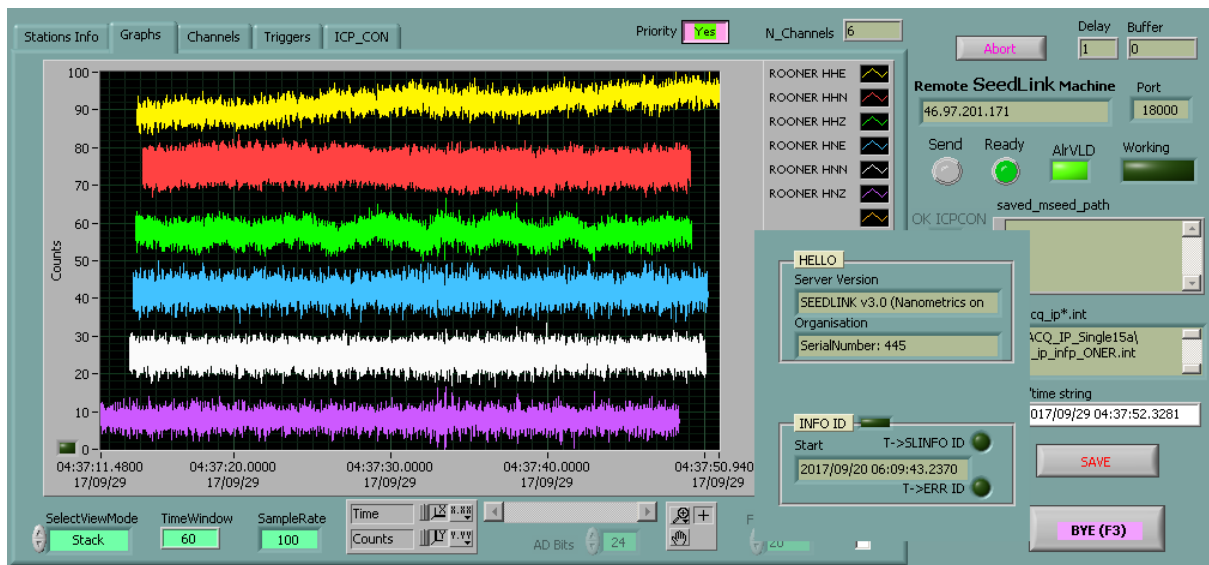 Stations Info Graphs Channels Triggers ICP_CON Priority Yes N_Channels 6 Delay Buffer
Abort 1 0
100
90
80
70
60
50
40
30
20
10
0
Counts
04:37:11.4800 04:37:20.0000 04:37:30.0000 04:37:40.0000 04:37:50.940
17/09/29 17/09/29 17/09/29 17/09/29 17/09/29
ROONER HHE
ROONER HHN
ROONER HHZ
ROONER HNE
ROONER HNN
ROONER HNZ
Remote SeedLink Machine Port
46.97.201.171 18000
Send Ready AlrVLD Working
OK ICPCON saved_mseed_path
HELLO
Server Version
SEEDLINK v3.0 (Nanometrics on
Organisation
SerialNumber: 445
cq_ip*.int
ACQ_IP_Single15a\
_ip_infp_ONER.int
time string
017/09/29 04:37:52.3281
INFO ID
Start T->SLINFO ID
2017/09/20 06:09:43.2370
T->ERR ID
SAVE
BYE (F3)
SelectViewMode TimeWindow SampleRate
Stack 60 100
Time X.XX
Counts Y.YY
AD Bits 24
F
20